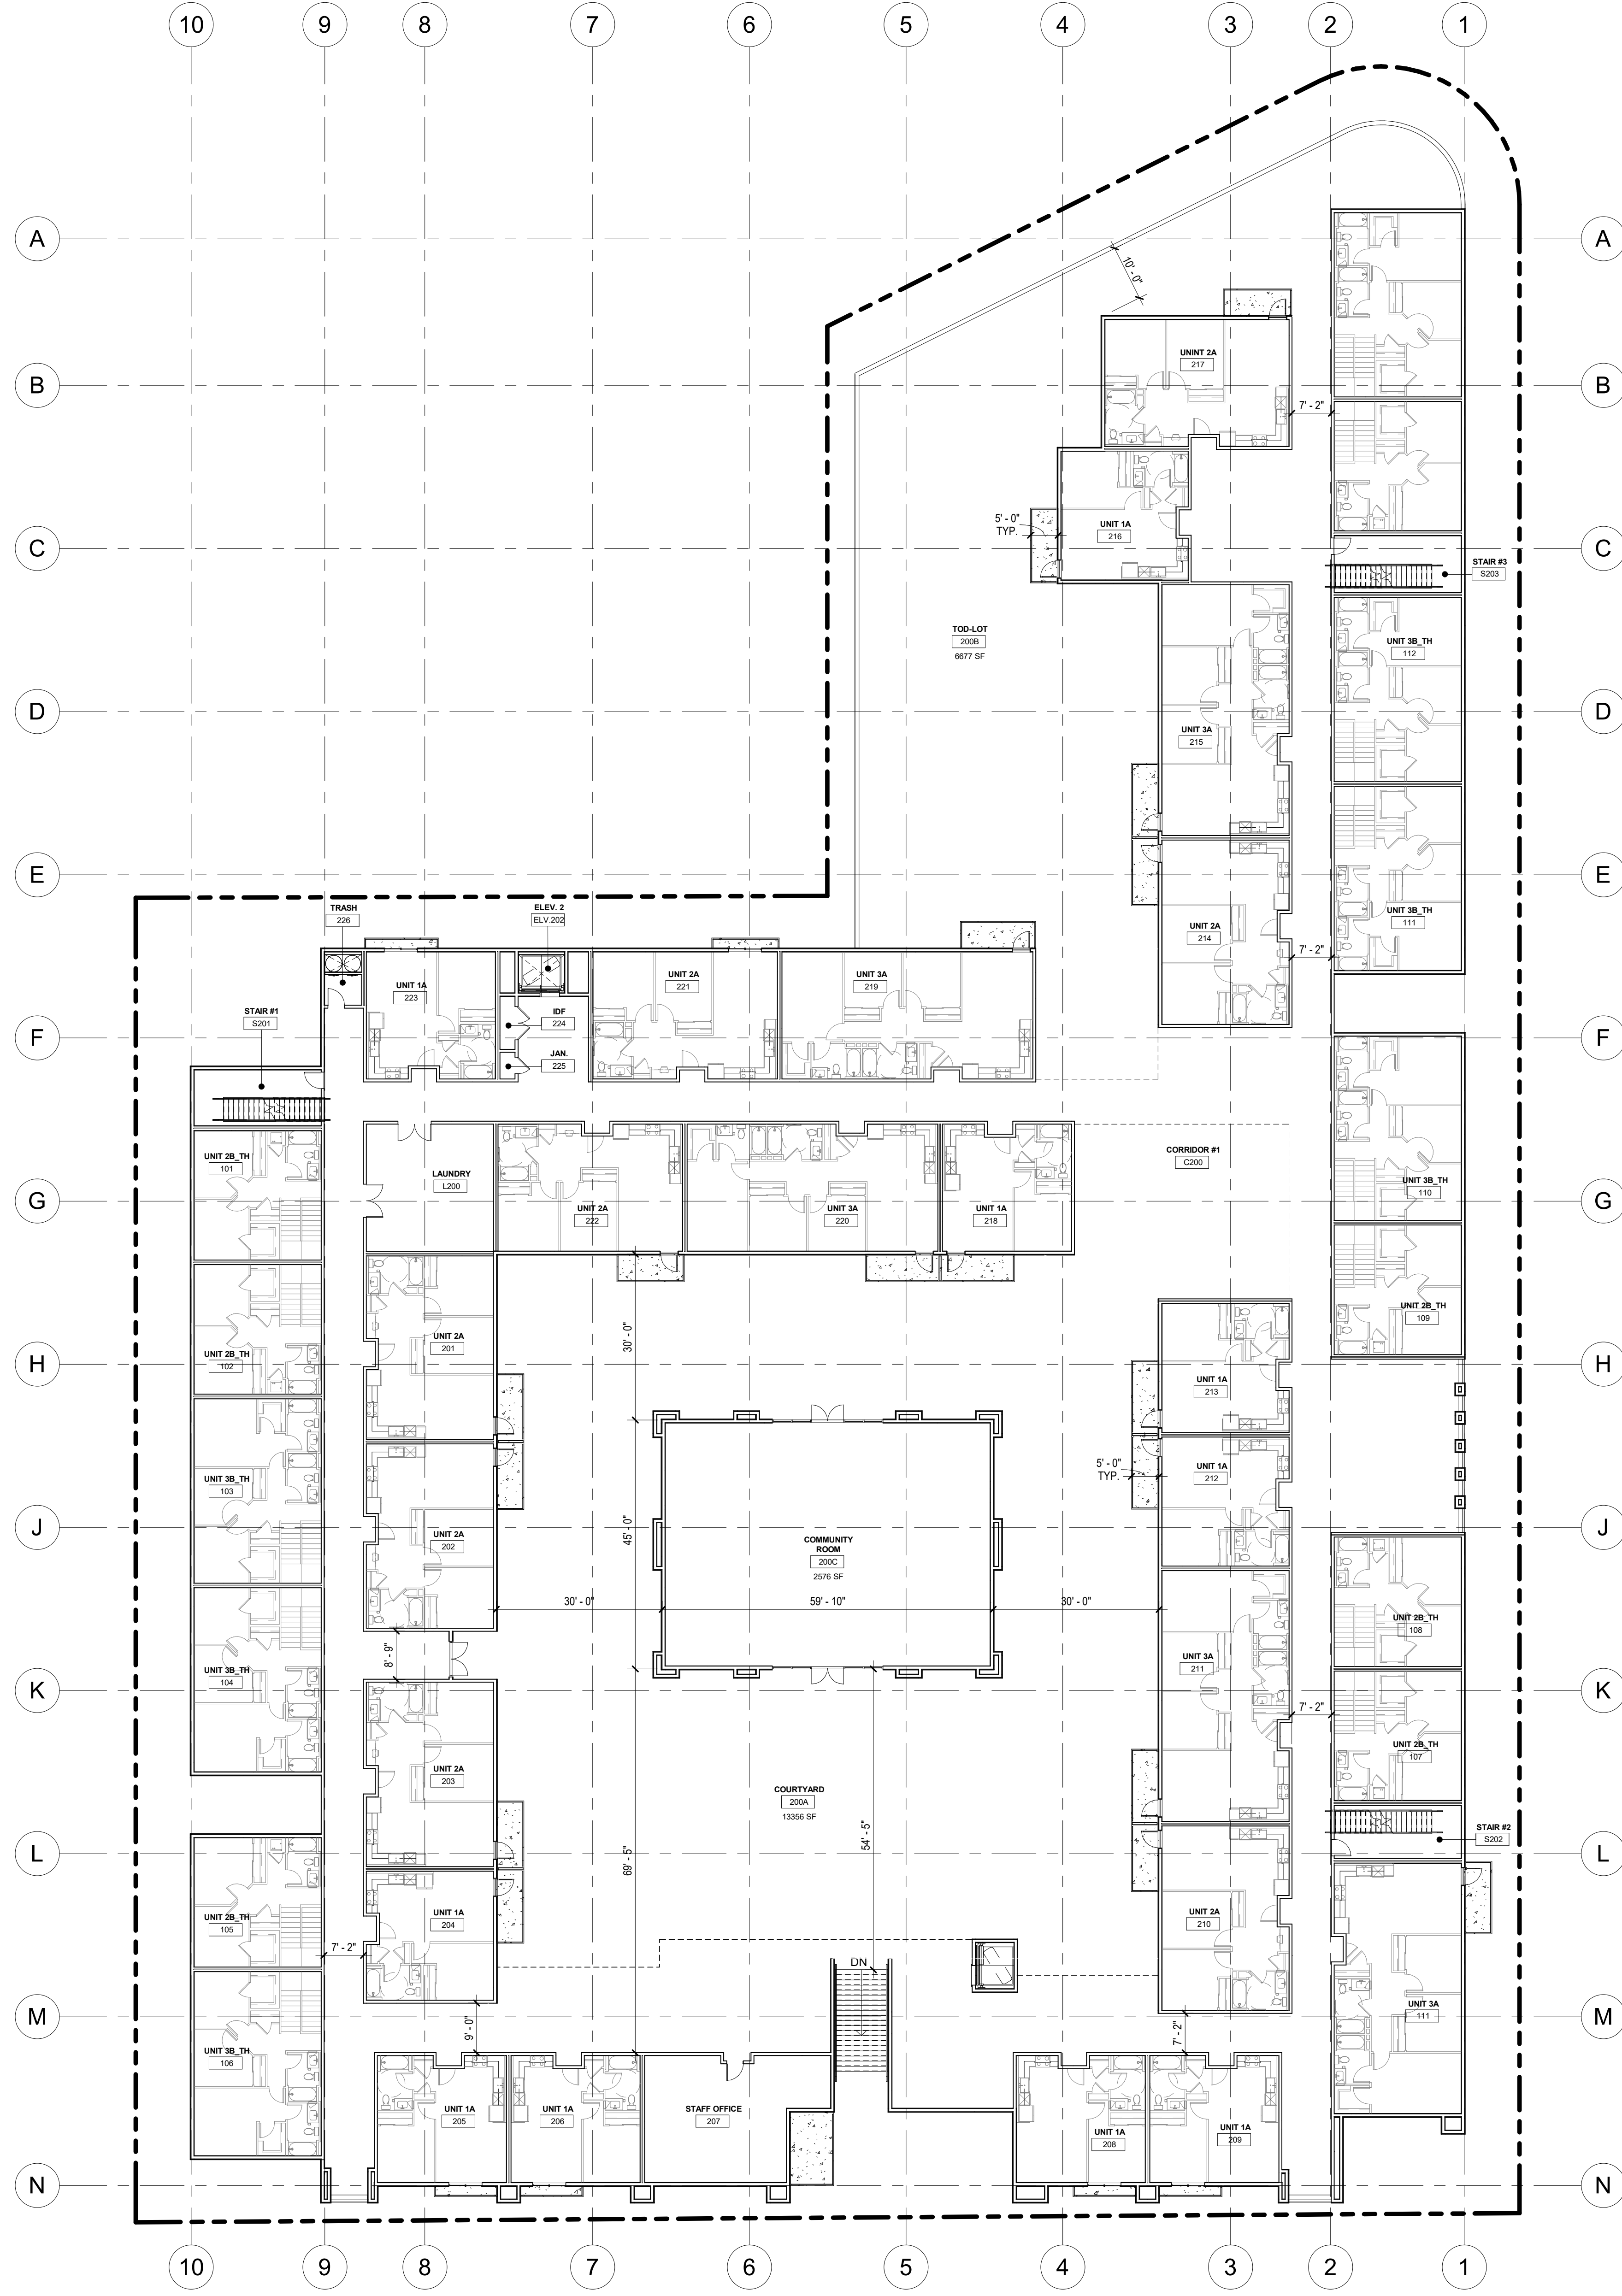 10 9 8 7 6 5 4 3 2 1
A A
10' - 0"
UNINT 2A
217
B B
7' - 2"
UNIT 1A
216
5' - 0"
TYP.
C C
STAIR #3
S203
TOD-LOT
200B
6677 SF
UNIT 3B_TH
112
D D
UNIT 3A
215
E E
UNIT 3B_TH
111
UNIT 2A
214
7' - 2"
TRASH
226
ELEV. 2
ELV.202
UNIT 1A
223
UNIT 2A
221
UNIT 3A
219
STAIR #1
S201
IDF
224
F F
JAN.
225
UNIT 2B_TH
101
LAUNDRY
L200
CORRIDOR #1
C200
UNIT 3B_TH
110
G G
UNIT 2A
222
UNIT 3A
220
UNIT 1A
218
UNIT 2B_TH
109
30' - 0"
UNIT 2A
201
UNIT 2B_TH
102
H H
UNIT 1A
213
5' - 0"
TYP.
UNIT 1A
212
UNIT 3B_TH
103
J J
45' - 0"
UNIT 2A
202
COMMUNITY
ROOM
200C
2576 SF
30' - 0" 59' - 10" 30' - 0"
UNIT 2B_TH
108
8' - 9"
UNIT 3A
211
UNIT 3B_TH
104
K K
7' - 2"
UNIT 2B_TH
107
UNIT 2A
203
COURTYARD
200A
13356 SF
STAIR #2
S202
L L
69' - 5"
54' - 5"
UNIT 2B_TH
105
UNIT 1A
204
UNIT 2A
210
7' - 2"
DN
UNIT 3A
111
M M
9' - 0"
7' - 2"
UNIT 3B_TH
106
UNIT 1A
205
UNIT 1A
206
STAFF OFFICE
207
UNIT 1A
208
UNIT 1A
209
N N
10 9 8 7 6 5 4 3 2 1